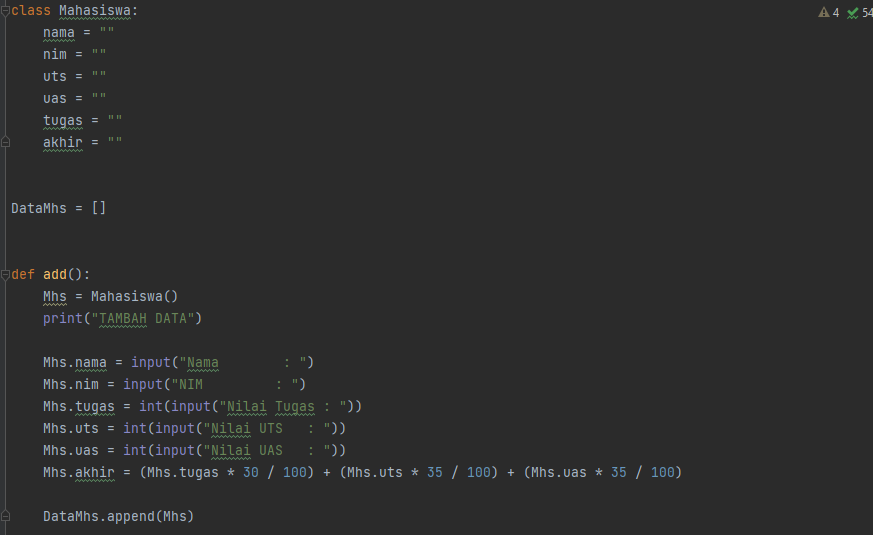 class Mahasiswa:
    nama = ""
    nim = ""
    uts = ""
    uas = ""
    tugas = ""
    akhir = ""
DataMhs = []
def add():
    Mhs = Mahasiswa()
    print("TAMBAH DATA")
    Mhs.nama = input("Nama        : ")
    Mhs.nim = input("NIM         : ")
    Mhs.tugas = int(input("Nilai Tugas : "))
    Mhs.uts = int(input("Nilai UTS   : "))
    Mhs.uas = int(input("Nilai UAS   : "))
    Mhs.akhir = (Mhs.tugas * 30 / 100) + (Mhs.uts * 35 / 100) + (Mhs.uas * 35 / 100)
    DataMhs.append(Mhs)
4 54